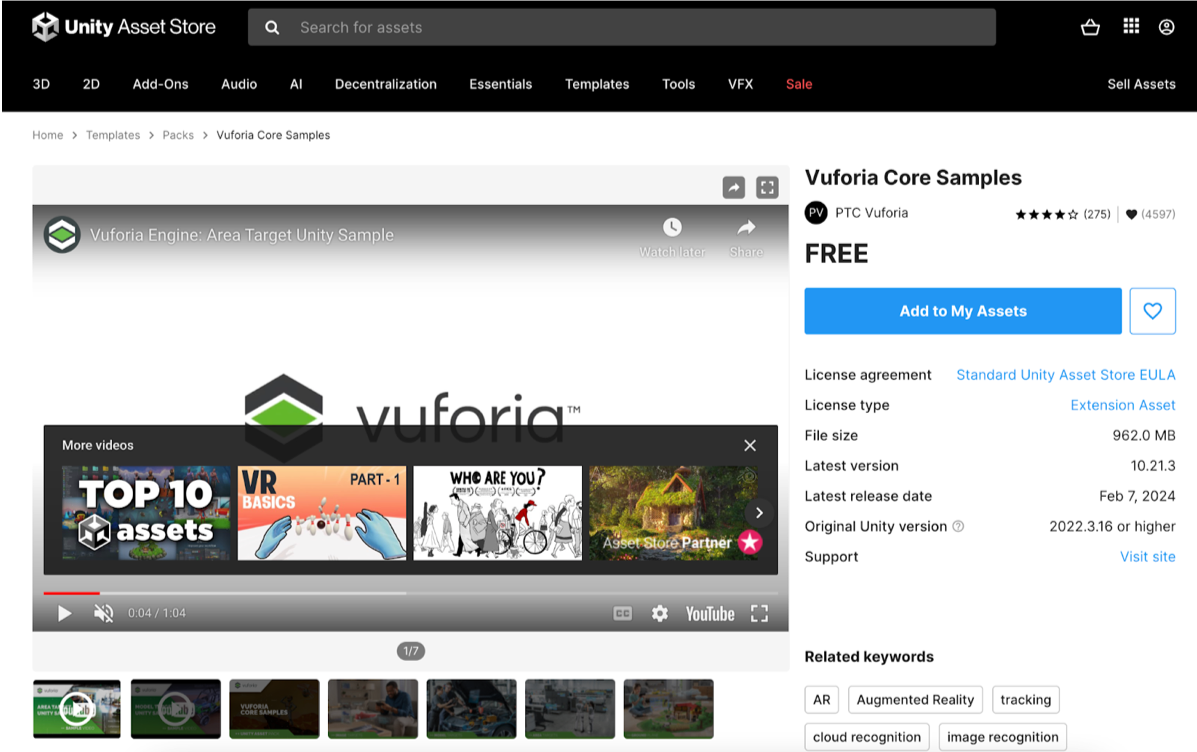 Unity Asset Store
Search for assets
3D 2D Add-Ons Audio AI Decentralization Essentials Templates Tools VFX Sale Sell Assets
Home > Templates > Packs > Vuforia Core Samples
Vuforia Core Samples
PV PTC Vuforia ★★★★☆ (275) | (4597)
FREE
Add to My Assets
License agreement Standard Unity Asset Store EULA
License type Extension Asset
File size 962.0 MB
Latest version 10.21.3
Latest release date Feb 7, 2024
Original Unity version 2022.3.16 or higher
Support Visit site
Related keywords
AR Augmented Reality tracking
cloud recognition image recognition
Vuforia Engine: Area Target Unity Sample
Watch later Share
vuforia™
More videos
TOP 10
assets
VR
BASICS
PART - 1
WHO ARE YOU?
Asset Store Partner
0:04 / 1:04
CC
YouTube
1/7
VUFORIA
CORE SAMPLES